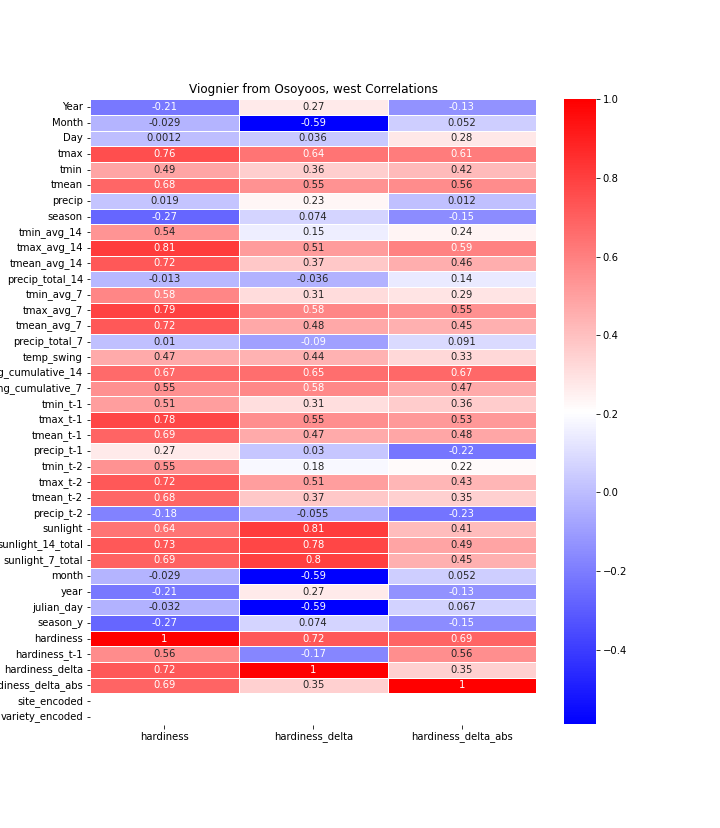 Viognier from Osoyoos, west Correlations
Year -0.21 0.27 -0.13
Month -0.029 -0.59 0.052
Day 0.0012 0.036 0.28
tmax 0.76 0.64 0.61
tmin 0.49 0.36 0.42
tmean 0.68 0.55 0.56
precip 0.019 0.23 0.012
season -0.27 0.074 -0.15
tmin_avg_14 0.54 0.15 0.24
tmax_avg_14 0.81 0.51 0.59
tmean_avg_14 0.72 0.37 0.46
precip_total_14 -0.013 -0.036 0.14
tmin_avg_7 0.58 0.31 0.29
tmax_avg_7 0.79 0.58 0.55
tmean_avg_7 0.72 0.48 0.45
precip_total_7 0.01 -0.09 0.091
temp_swing 0.47 0.44 0.33
g_cumulative_14 0.67 0.65 0.67
ng_cumulative_7 0.55 0.58 0.47
tmin_t-1 0.51 0.31 0.36
tmax_t-1 0.78 0.55 0.53
tmean_t-1 0.69 0.47 0.48
precip_t-1 0.27 0.03 -0.22
tmin_t-2 0.55 0.18 0.22
tmax_t-2 0.72 0.51 0.43
tmean_t-2 0.68 0.37 0.35
precip_t-2 -0.18 -0.055 -0.23
sunlight 0.64 0.81 0.41
sunlight_14_total 0.73 0.78 0.49
sunlight_7_total 0.69 0.8 0.45
month -0.029 -0.59 0.052
year -0.21 0.27 -0.13
julian_day -0.032 -0.59 0.067
season_y -0.27 0.074 -0.15
hardiness 1 0.72 0.69
hardiness_t-1 0.56 -0.17 0.56
hardiness_delta 0.72 1 0.35
diness_delta_abs 0.69 0.35 1
site_encoded
variety_encoded
hardiness hardiness_delta hardiness_delta_abs
1.0
0.8
0.6
0.4
0.2
0.0
−0.2
−0.4